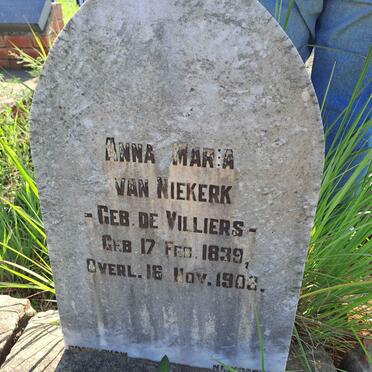 ANNA MARIA
VAN NIEKERK
- GEB. DE VILLIERS -
GEB 17 FEB. 1839,
OVERL. 16 NOV. 1903.